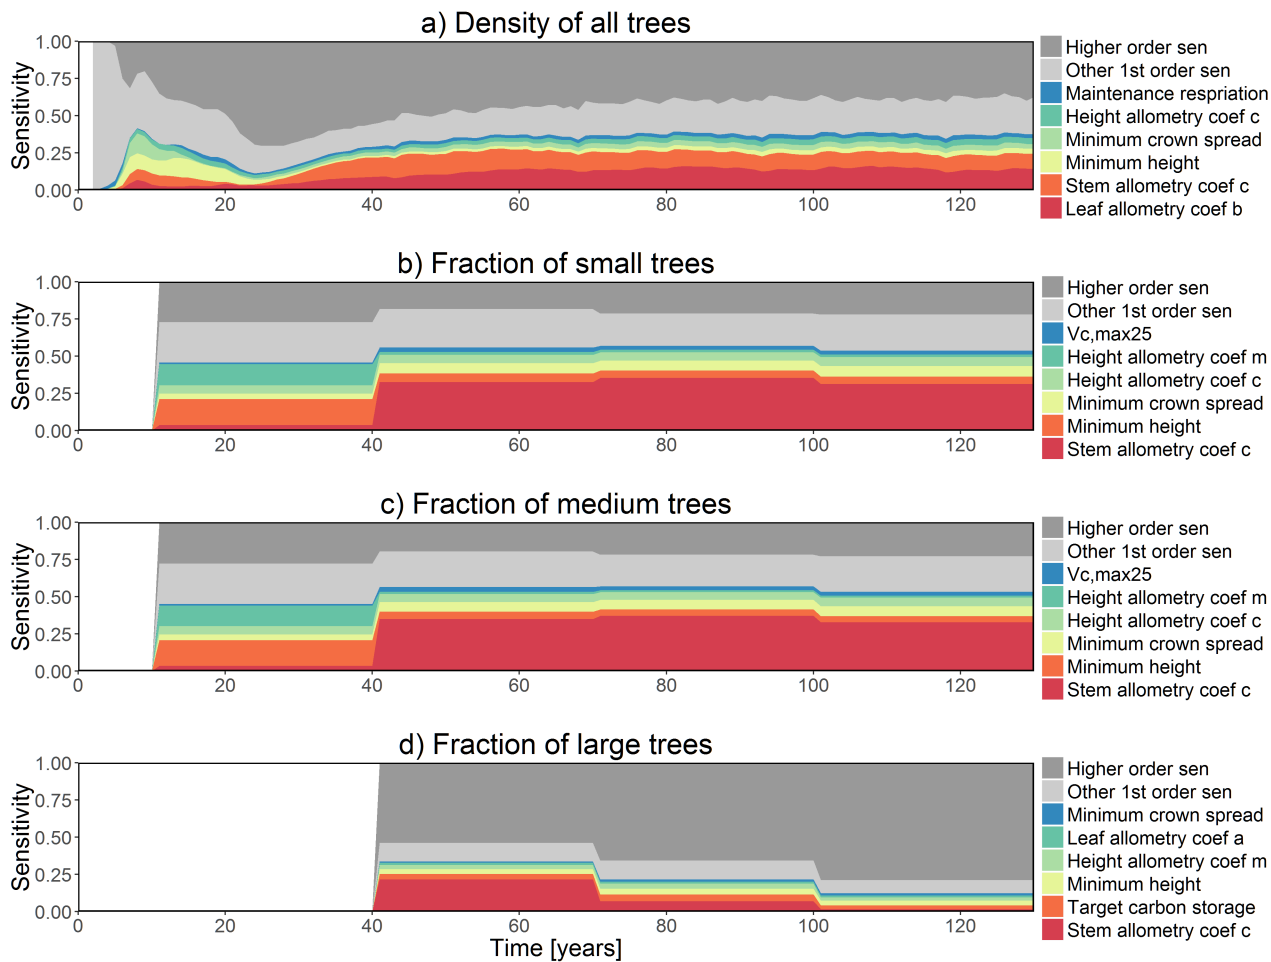 a) Density of all trees
Sensitivity
1.00
0.75
0.50
0.25
0.00
0 20 40 60 80 100 120
Higher order sen
Other 1st order sen
Maintenance respriation
Height allometry coef c
Minimum crown spread
Minimum height
Stem allometry coef c
Leaf allometry coef b
b) Fraction of small trees
Sensitivity
1.00
0.75
0.50
0.25
0.00
0 20 40 60 80 100 120
Higher order sen
Other 1st order sen
Vc,max25
Height allometry coef m
Height allometry coef c
Minimum crown spread
Minimum height
Stem allometry coef c
c) Fraction of medium trees
Sensitivity
1.00
0.75
0.50
0.25
0.00
0 20 40 60 80 100 120
Higher order sen
Other 1st order sen
Vc,max25
Height allometry coef m
Height allometry coef c
Minimum crown spread
Minimum height
Stem allometry coef c
d) Fraction of large trees
Sensitivity
1.00
0.75
0.50
0.25
0.00
0 20 40 60 80 100 120
Time [years]
Higher order sen
Other 1st order sen
Minimum crown spread
Leaf allometry coef a
Height allometry coef m
Minimum height
Target carbon storage
Stem allometry coef c